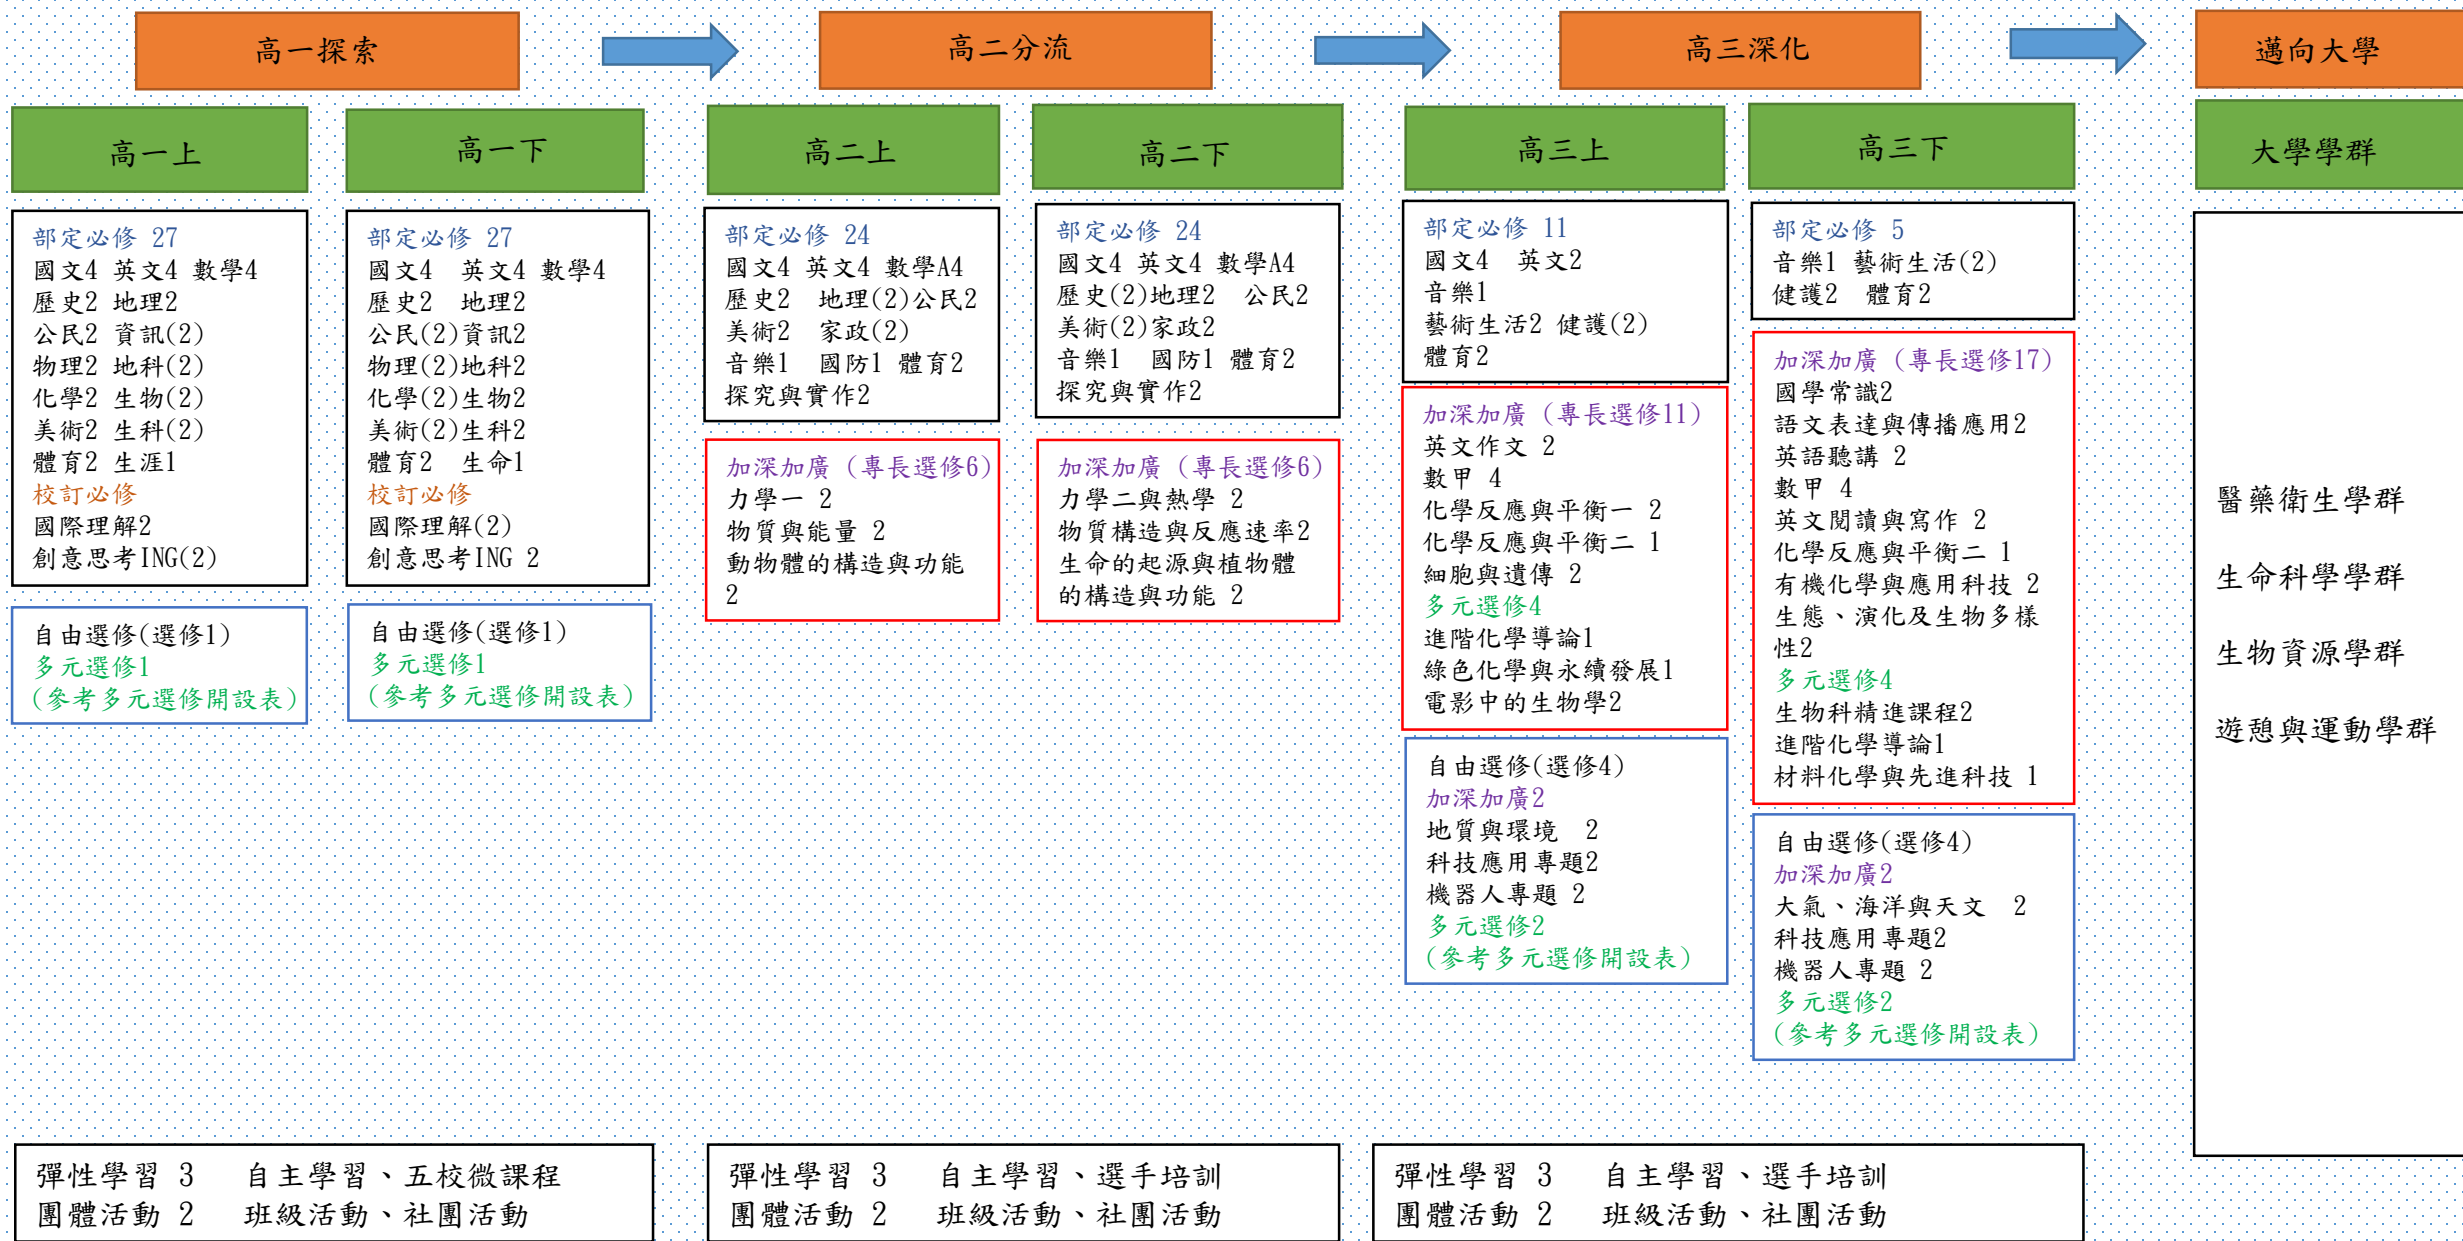 高一探索
高二分流
高三深化
邁向大學
高一上
高一下
高二上
高二下
高三上
高三下
大學學群
部定必修 27
國文4 英文4 數學4
歷史2 地理2
公民2 資訊(2)
物理2 地科(2)
化學2 生物(2)
美術2 生科(2)
體育2 生涯1
校訂必修
國際理解2
創意思考ING(2)
自由選修(選修1)
多元選修1
(參考多元選修開設表)
部定必修 27
國文4 英文4 數學4
歷史2 地理2
公民(2)資訊2
物理(2)地科2
化學(2)生物2
美術(2)生科2
體育2 生命1
校訂必修
國際理解(2)
創意思考ING 2
自由選修(選修1)
多元選修1
(參考多元選修開設表)
部定必修 24
國文4 英文4 數學A4
歷史2 地理(2)公民2
美術2 家政(2)
音樂1 國防1 體育2
探究與實作2
加深加廣 (專長選修6)
力學一 2
物質與能量 2
動物體的構造與功能
2
部定必修 24
國文4 英文4 數學A4
歷史(2)地理2 公民2
美術(2)家政2
音樂1 國防1 體育2
探究與實作2
加深加廣 (專長選修6)
力學二與熱學 2
物質構造與反應速率2
生命的起源與植物體
的構造與功能 2
部定必修 11
國文4 英文2
音樂1
藝術生活2 健護(2)
體育2
加深加廣 (專長選修11)
英文作文 2
數甲 4
化學反應與平衡一 2
化學反應與平衡二 1
細胞與遺傳 2
多元選修4
進階化學導論1
綠色化學與永續發展1
電影中的生物學2
自由選修(選修4)
加深加廣2
地質與環境 2
科技應用專題2
機器人專題 2
多元選修2
(參考多元選修開設表)
部定必修 5
音樂1 藝術生活(2)
健護2 體育2
加深加廣 (專長選修17)
國學常識2
語文表達與傳播應用2
英語聽講 2
數甲 4
英文閱讀與寫作 2
化學反應與平衡二 1
有機化學與應用科技 2
生態、演化及生物多樣
性2
多元選修4
生物科精進課程2
進階化學導論1
材料化學與先進科技 1
自由選修(選修4)
加深加廣2
大氣、海洋與天文 2
科技應用專題2
機器人專題 2
多元選修2
(參考多元選修開設表)
醫藥衛生學群
生命科學學群
生物資源學群
遊憩與運動學群
彈性學習 3 自主學習、五校微課程
團體活動 2 班級活動、社團活動
彈性學習 3 自主學習、選手培訓
團體活動 2 班級活動、社團活動
彈性學習 3 自主學習、選手培訓
團體活動 2 班級活動、社團活動